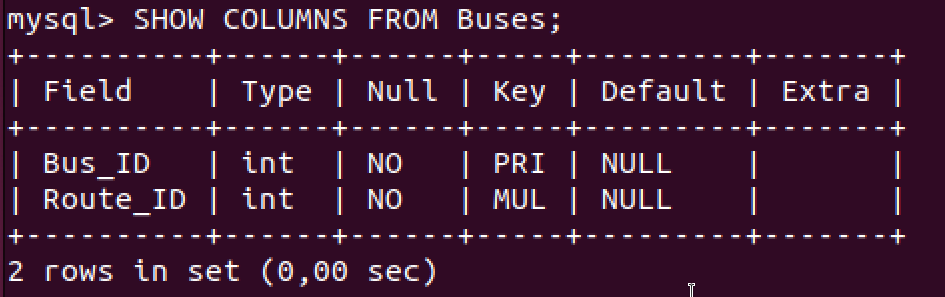 mysql> SHOW COLUMNS FROM Buses;
+----------+------+------+-----+---------+-------+
| Field    | Type | Null | Key | Default | Extra |
+----------+------+------+-----+---------+-------+
| Bus_ID   | int  | NO   | PRI | NULL    |       |
| Route_ID | int  | NO   | MUL | NULL    |       |
+----------+------+------+-----+---------+-------+
2 rows in set (0,00 sec)